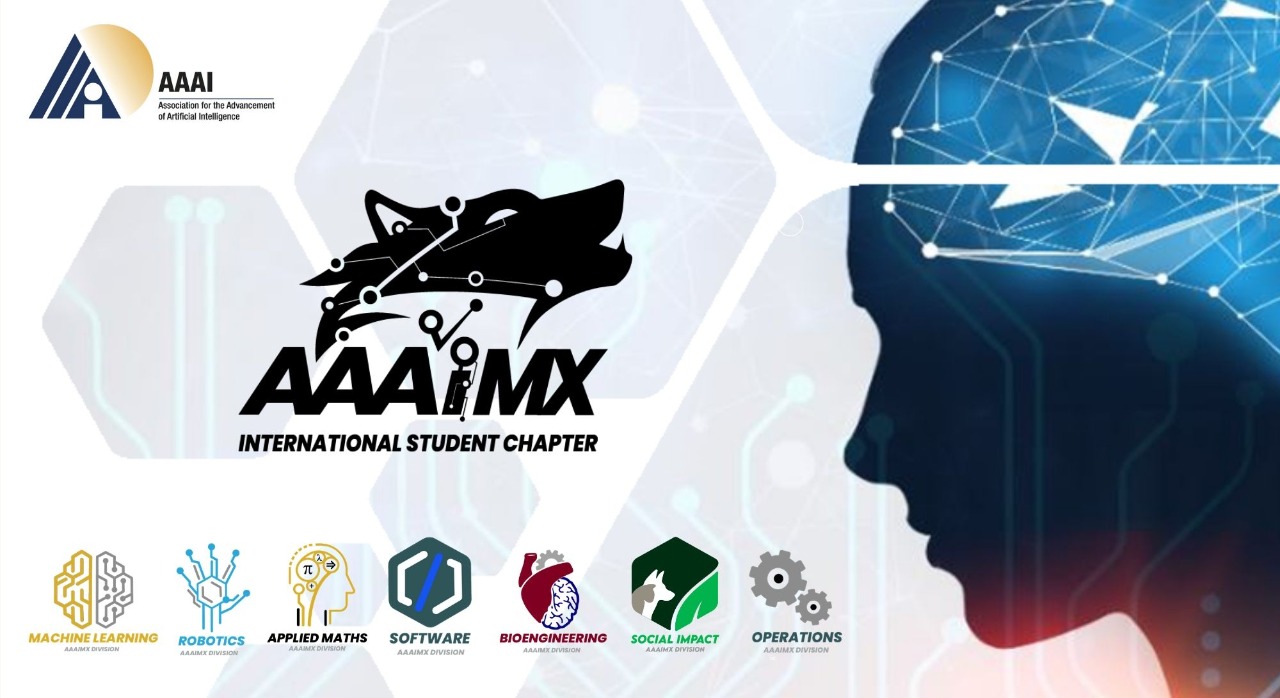 AAAI
Association for the Advancement
of Artificial Intelligence
AAAiMX
INTERNATIONAL STUDENT CHAPTER
MACHINE LEARNING
AAAIMX DIVISION
ROBOTICS
AAAIMX DIVISION
π λ
APPLIED MATHS
AAAIMX DIVISION
SOFTWARE
AAAIMX DIVISION
BIOENGINEERING
AAAIMX DIVISION
SOCIAL IMPACT
AAAIMX DIVISION
OPERATIONS
AAAIMX DIVISION